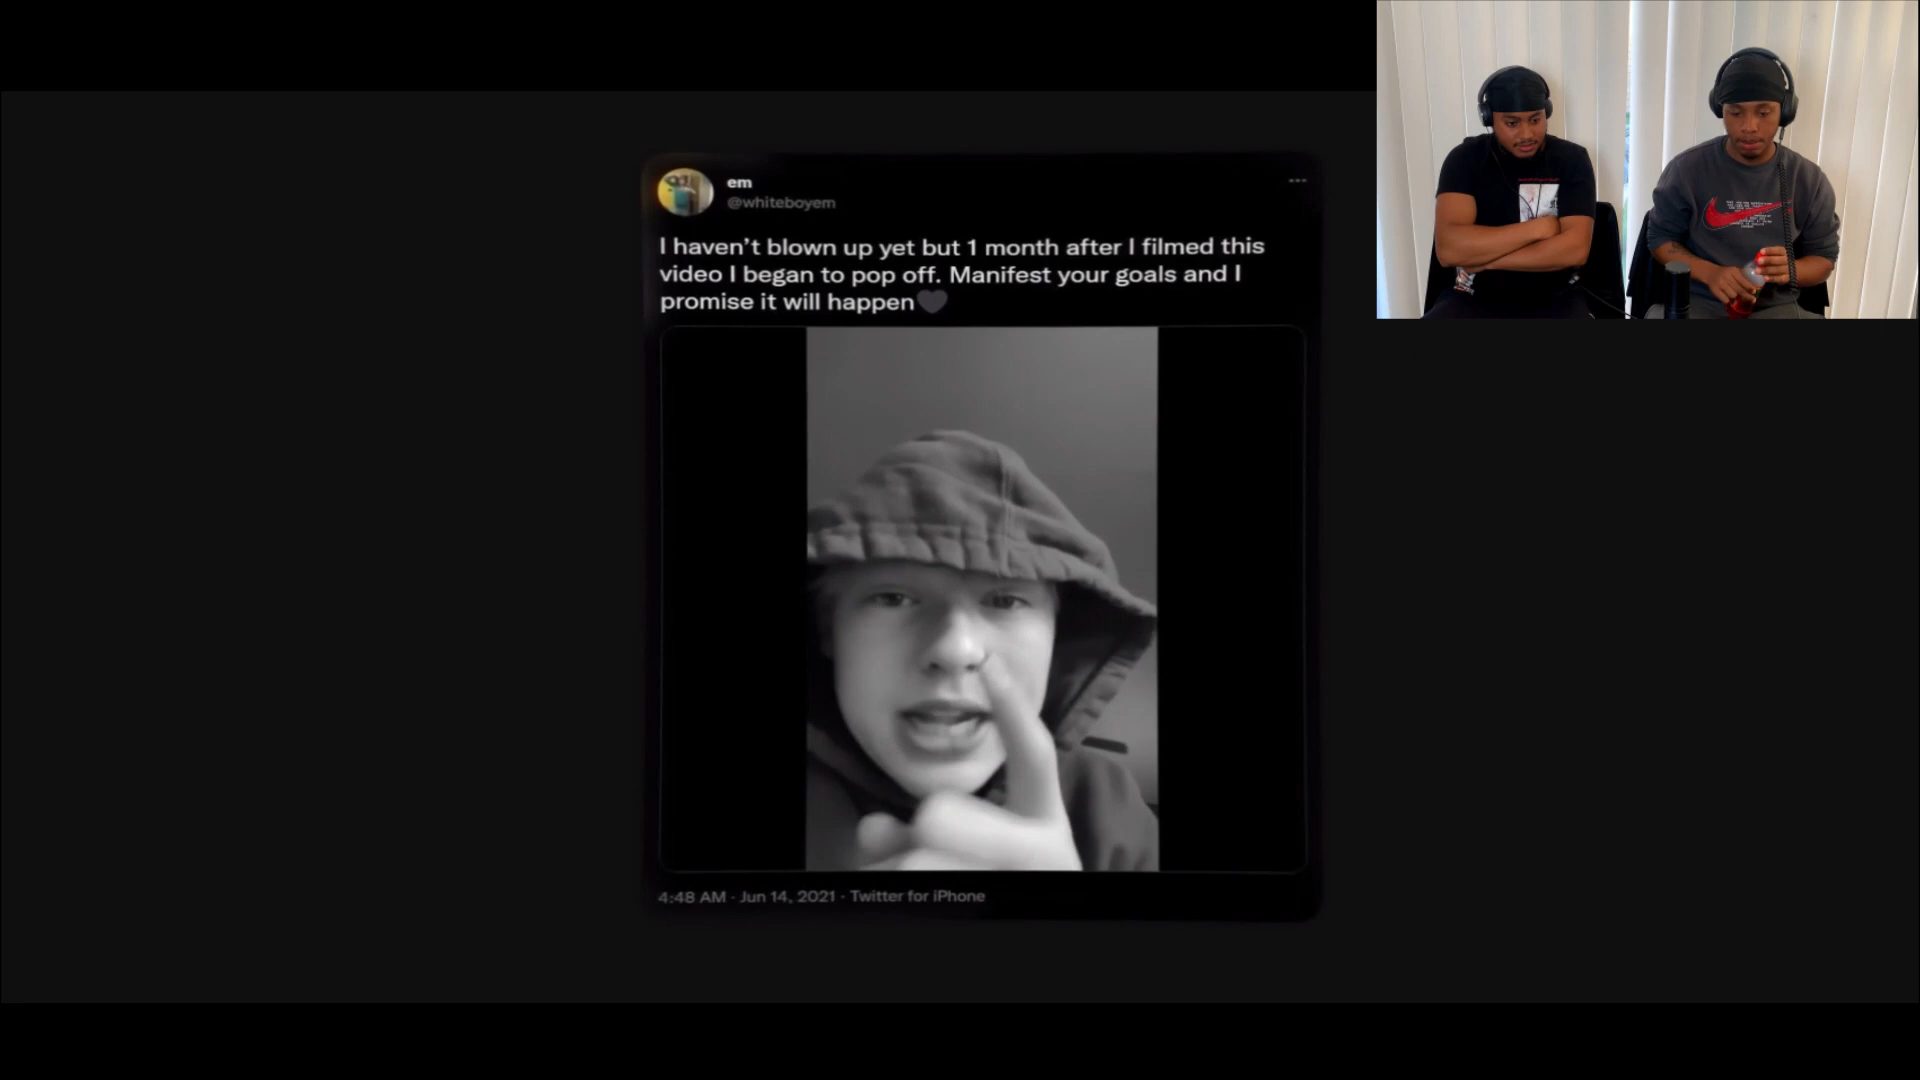 em
@whiteboyem
I haven’t blown up yet but 1 month after I filmed this
video I began to pop off. Manifest your goals and I
promise it will happen🖤
4:48 AM · Jun 14, 2021 · Twitter for iPhone